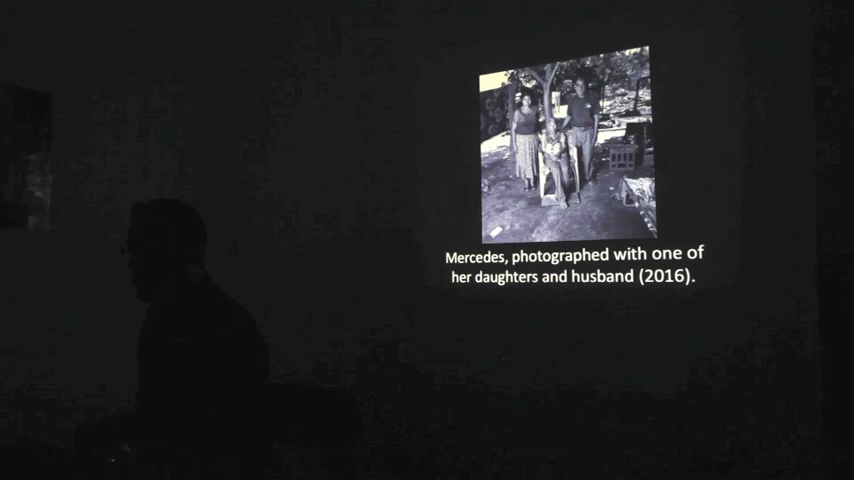 Mercedes, photographed with one of
her daughters and husband (2016).